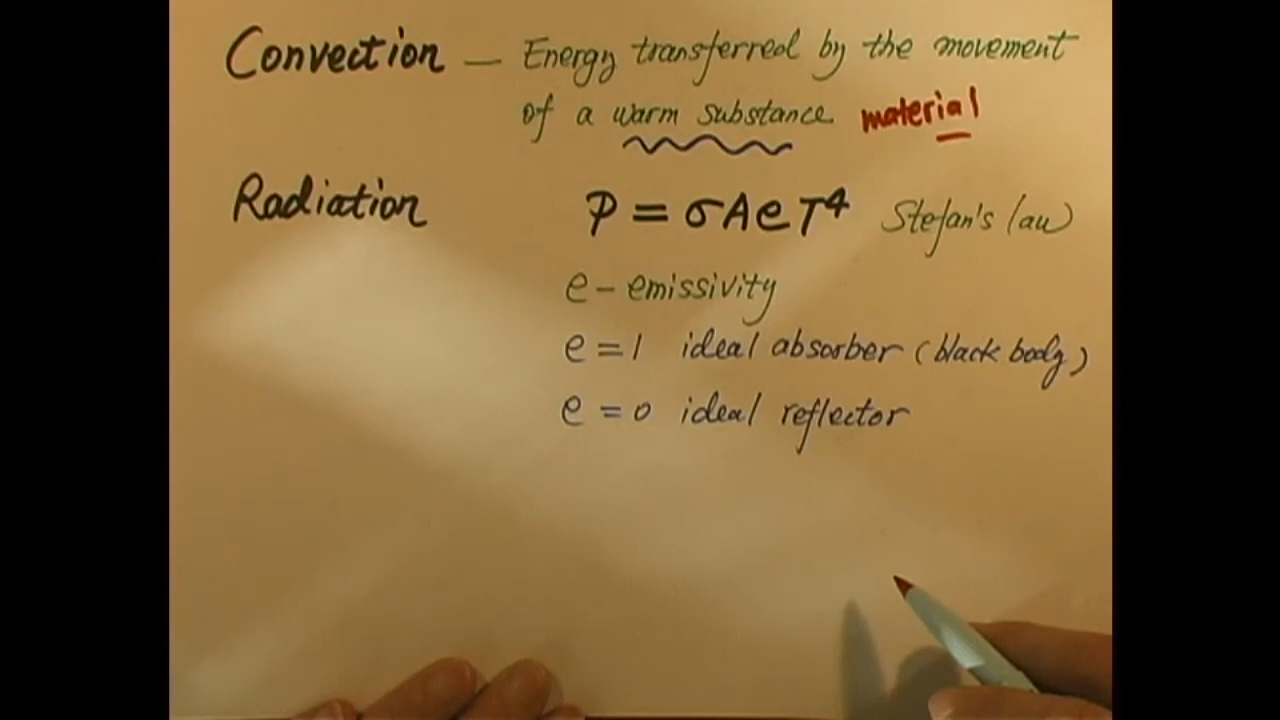 Convection — Energy transferred by the movement
of a warm substance material
Radiation P = σAeT⁴ Stefan's law
e – emissivity
e = 1 ideal absorber (black body)
e = 0 ideal reflector